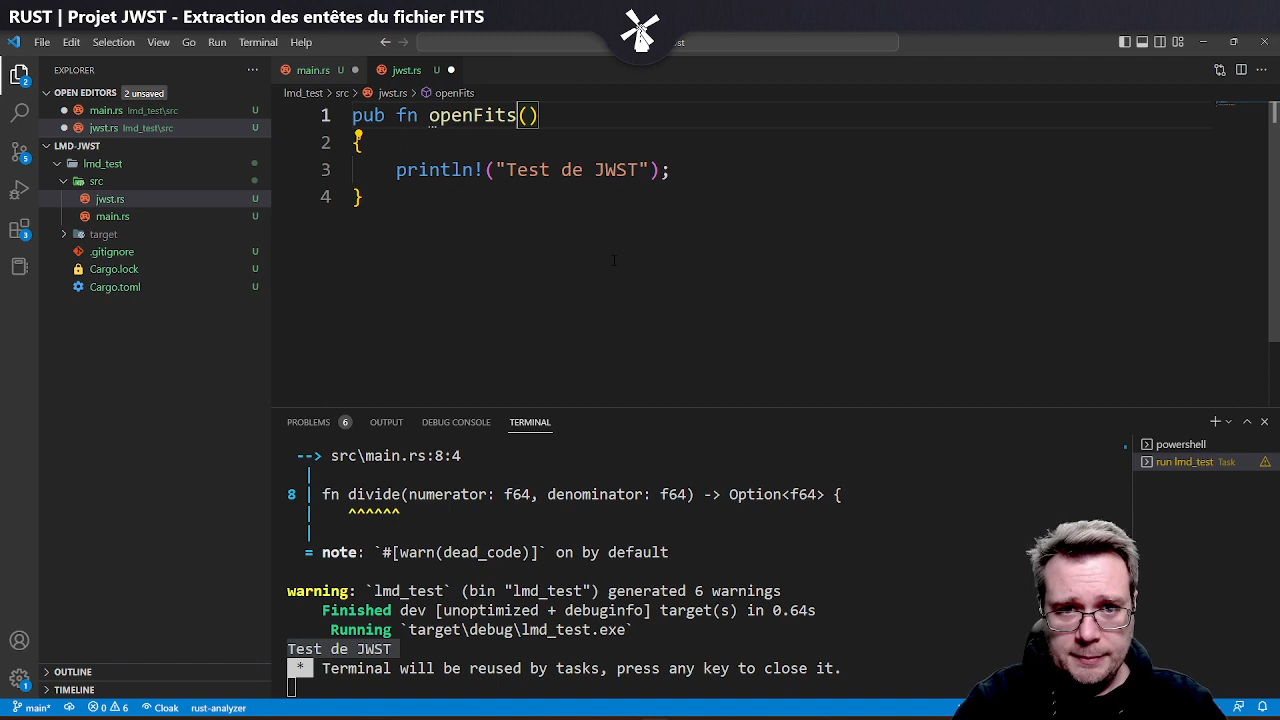 RUST | Projet JWST - Extraction des entêtes du fichier FITS
File Edit Selection View Go Run Terminal Help
st
EXPLORER
main.rs U
jwst.rs U
OPEN EDITORS 2 unsaved
lmd_test > src > jwst.rs > openFits
main.rs lmd_test\src U
jwst.rs lmd_test\src U
LMD-JWST
lmd_test
src
jwst.rs U
main.rs U
target
.gitignore U
Cargo.lock U
Cargo.toml U
1 pub fn openFits()
{
3 println!("Test de JWST");
4 }
PROBLEMS 6 OUTPUT DEBUG CONSOLE TERMINAL
powershell
run lmd_test Task
--> src\main.rs:8:4
|
8 | fn divide(numerator: f64, denominator: f64) -> Option<f64> {
| ^^^^^^
|
= note: `#[warn(dead_code)]` on by default
warning: `lmd_test` (bin "lmd_test") generated 6 warnings
Finished dev [unoptimized + debuginfo] target(s) in 0.64s
Running `target\debug\lmd_test.exe`
Test de JWST
* Terminal will be reused by tasks, press any key to close it.
OUTLINE
TIMELINE
2
5
3
1
main* 0 6 Cloak rust-analyzer